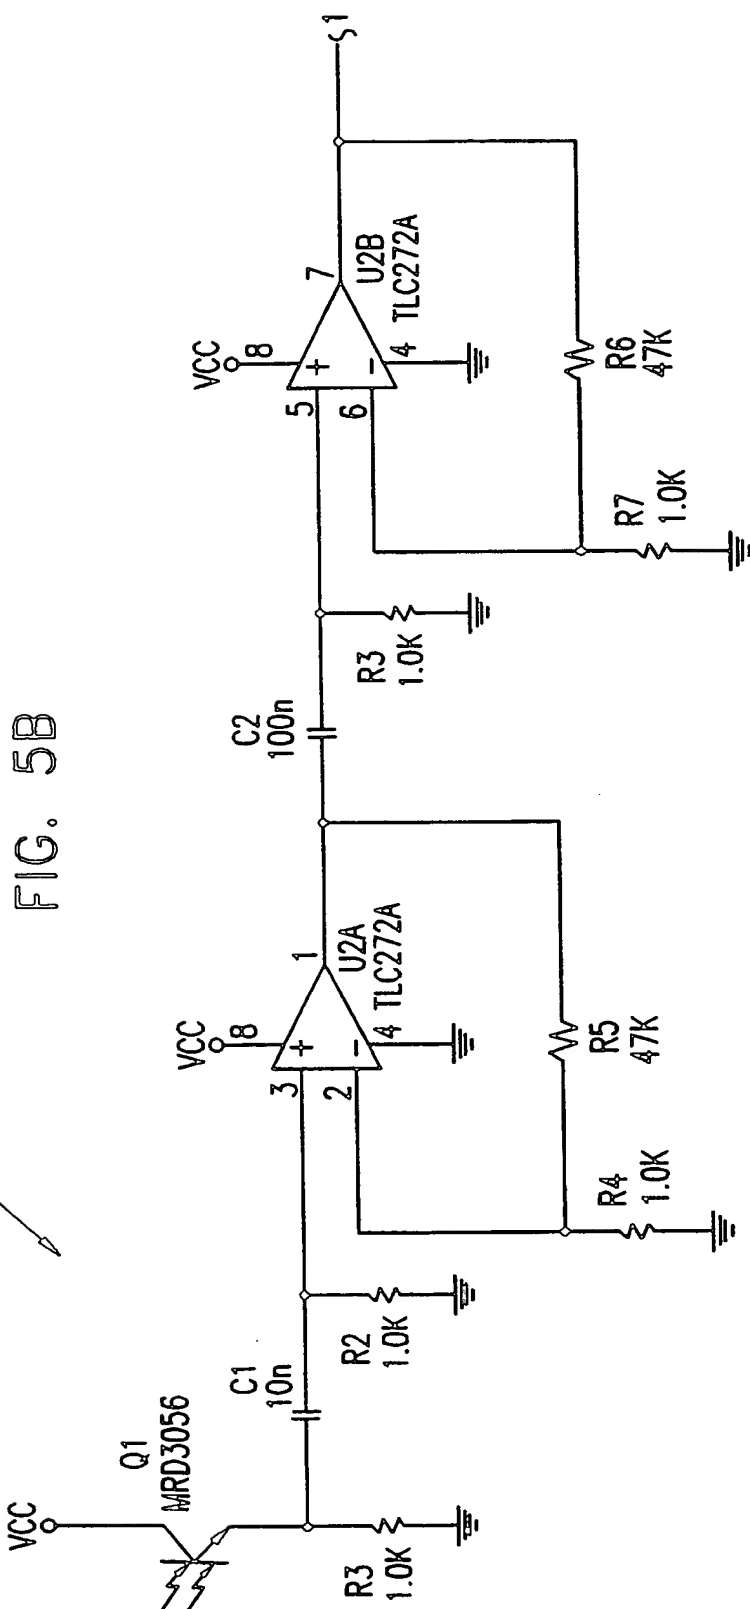 FIG. 5B
VCC
Q1
MRD3056
R3
1.0K
C1
10n
R2
1.0K
VCC
8
3
+
2
−
1
U2A
TLC272A
4
R4
1.0K
R5
47K
C2
100n
R3
1.0K
VCC
8
5
+
6
−
7
U2B
TLC272A
4
R7
1.0K
R6
47K
S1